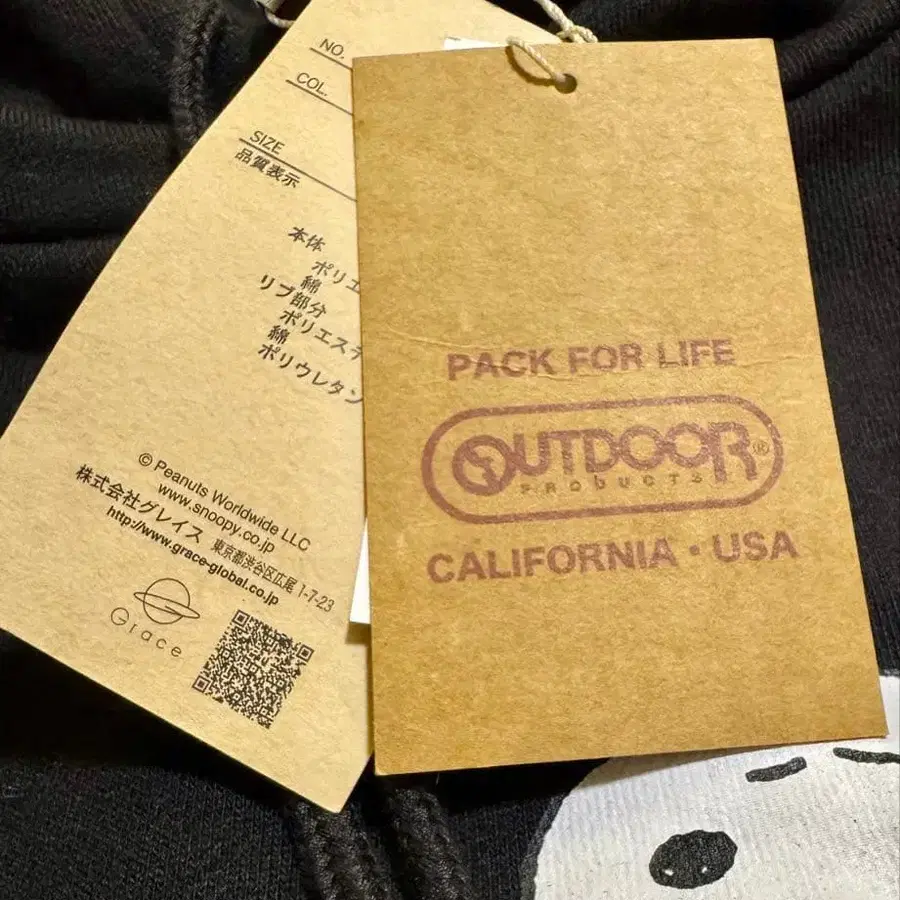 NO.
COL.
SIZE
品質表示
本体
ポリエ
綿
リブ部分
ポリエステ
綿
ポリウレタン
© Peanuts Worldwide LLC
www.snoopy.co.jp
株式会社グレイス 東京都渋谷区広尾 1-7-23
http://www.grace-global.co.jp
Grace
PACK FOR LIFE
OUTDOOR®
PRODUCTS
CALIFORNIA・USA